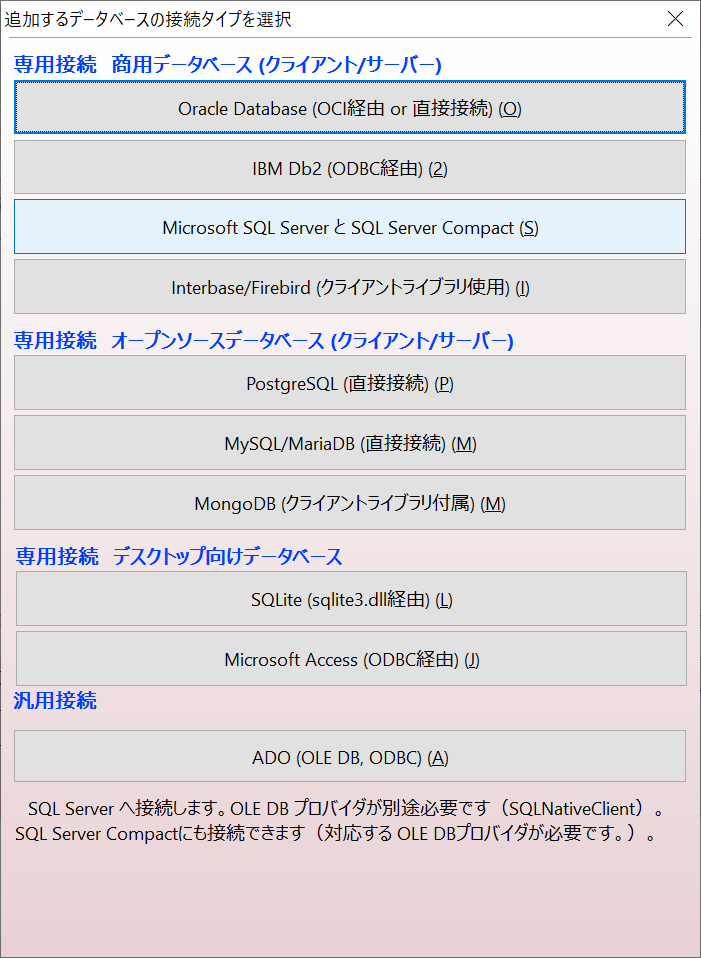 追加するデータベースの接続タイプを選択
専用接続 商用データベース (クライアント/サーバー)
Oracle Database (OCI経由 or 直接接続) (O)
IBM Db2 (ODBC経由) (2)
Microsoft SQL Server と SQL Server Compact (S)
Interbase/Firebird (クライアントライブラリ使用) (I)
専用接続 オープンソースデータベース (クライアント/サーバー)
PostgreSQL (直接接続) (P)
MySQL/MariaDB (直接接続) (M)
MongoDB (クライアントライブラリ付属) (M)
専用接続 デスクトップ向けデータベース
SQLite (sqlite3.dll経由) (L)
Microsoft Access (ODBC経由) (J)
汎用接続
ADO (OLE DB, ODBC) (A)
SQL Server へ接続します。OLE DB プロバイダが別途必要です（SQLNativeClient）。
SQL Server Compactにも接続できます（対応する OLE DBプロバイダが必要です。）。